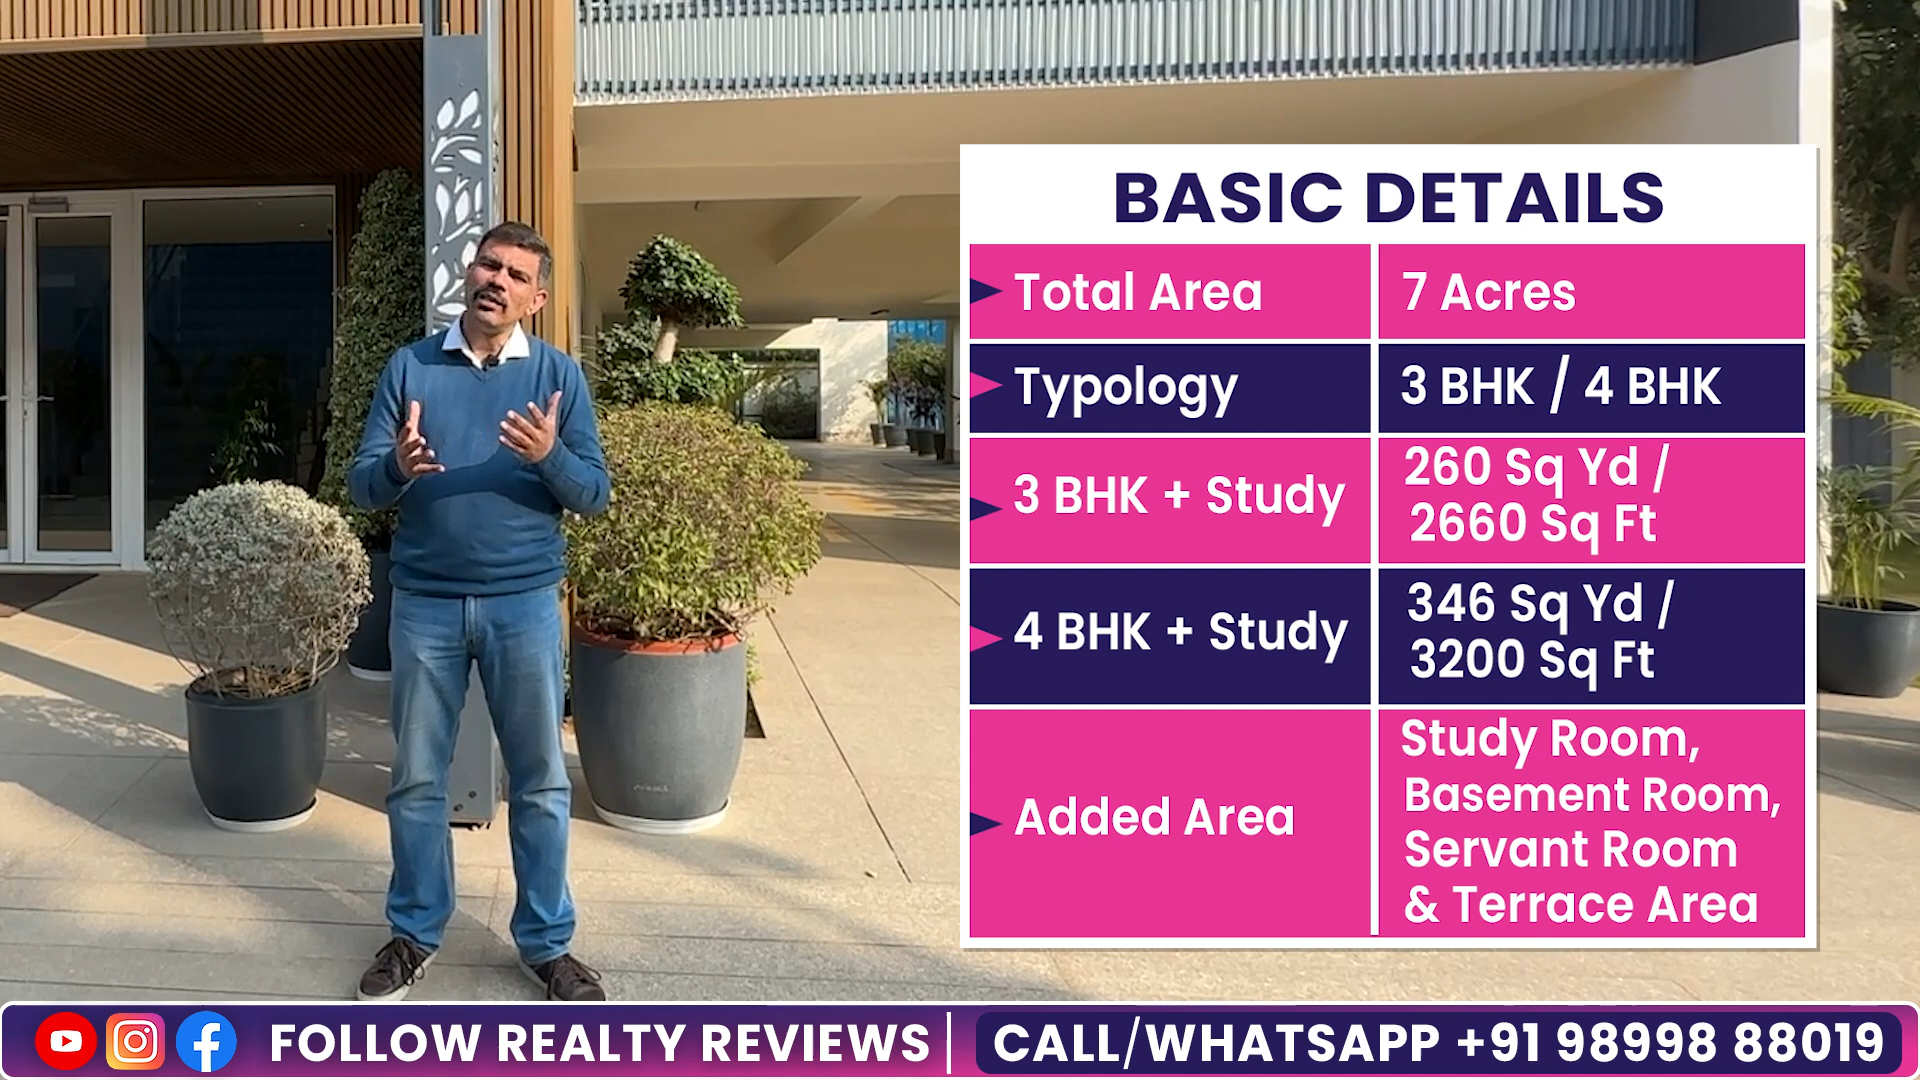 BASIC DETAILS
Total Area
7 Acres
Typology
3 BHK / 4 BHK
3 BHK + Study
260 Sq Yd /
2660 Sq Ft
4 BHK + Study
346 Sq Yd /
3200 Sq Ft
Added Area
Study Room,
Basement Room,
Servant Room
& Terrace Area
FOLLOW REALTY REVIEWS
CALL/WHATSAPP +91 98998 88019